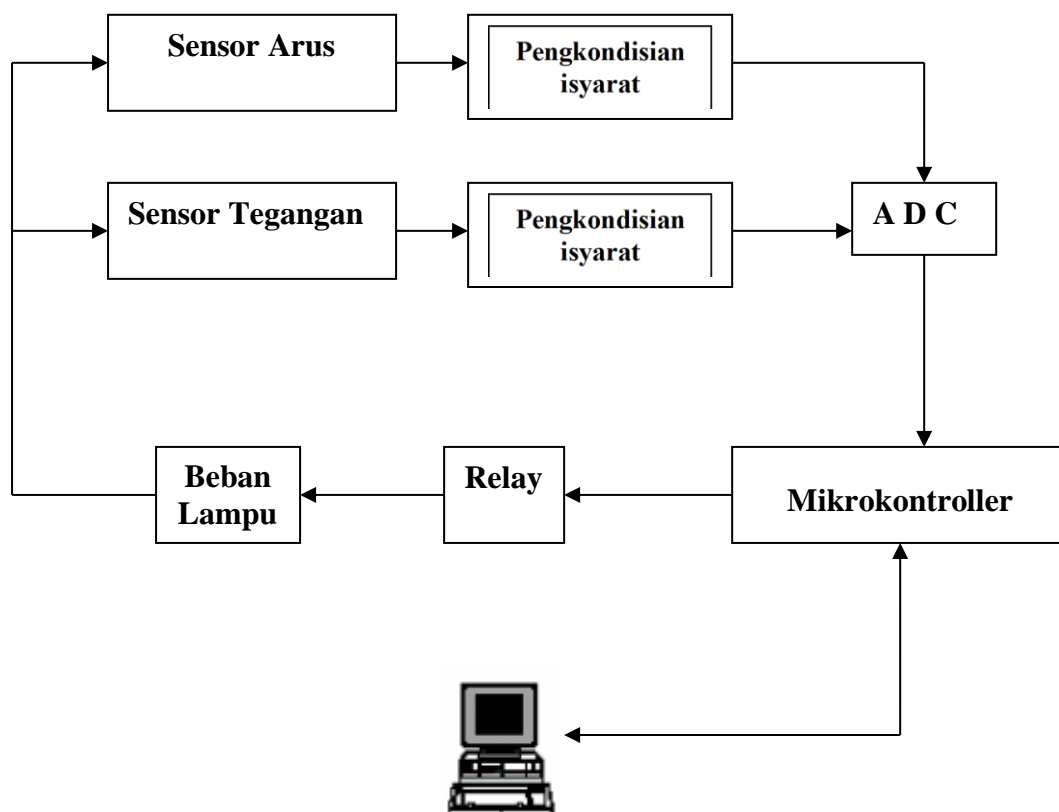 Sensor Arus
Pengkondisian
isyarat
Sensor Tegangan
Pengkondisian
isyarat
A D C
Beban
Lampu
Relay
Mikrokontroller